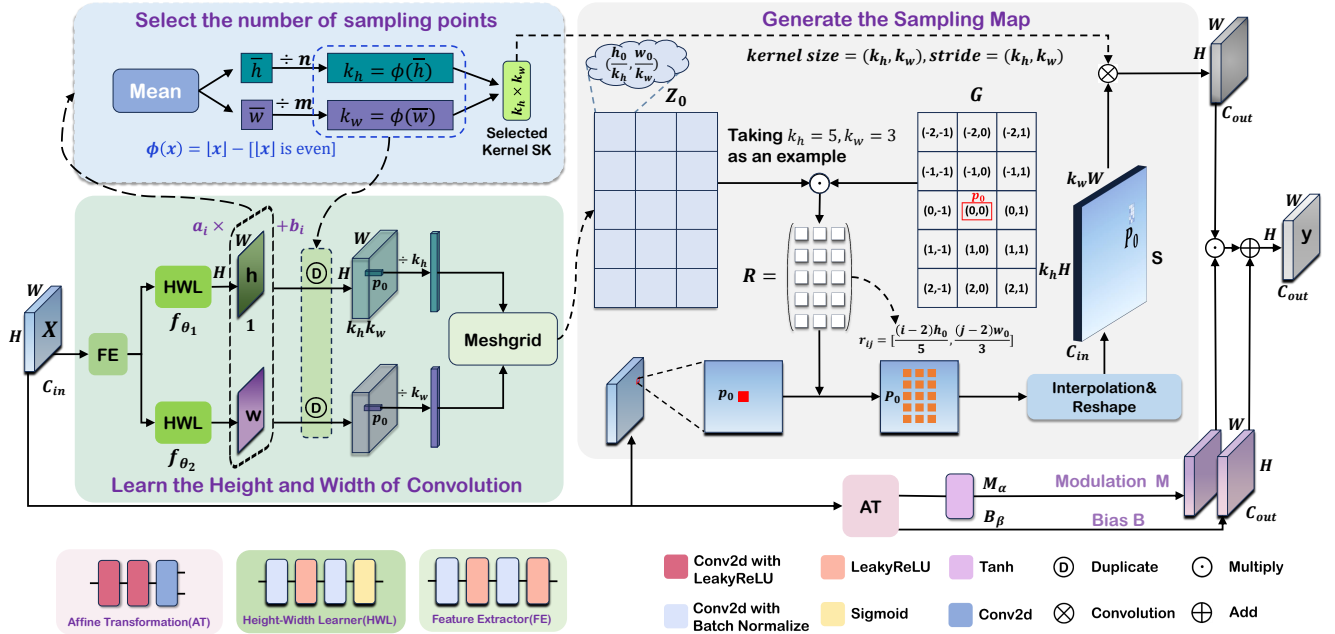 Select the number of sampling points
Mean
h̅ ÷ n k_h = ϕ(h̅)
w̅ ÷ m k_w = ϕ(w̅)
k_h × k_w
Selected
Kernel SK
ϕ(x) = ⌊x⌋ − [⌊x⌋ is even]
a_i × +b_i
X
W
H
C_in
FE
HWL
f_θ1
HWL
f_θ2
W
H
h
1
w
D
D
W
H
p_0
k_h k_w
÷ k_h
p_0
÷ k_w
Meshgrid
Learn the Height and Width of Convolution
Generate the Sampling Map
kernel size = (k_h, k_w), stride = (k_h, k_w)
(h_0/k_h, w_0/k_w)
Z_0
G
Taking k_h = 5, k_w = 3
as an example
(-2,-1) (-2,0) (-2,1)
(-1,-1) (-1,0) (-1,1)
p_0
(0,-1) (0,0) (0,1)
(1,-1) (1,0) (1,1)
(2,-1) (2,0) (2,1)
R =
r_ij = [(i−2)h_0/5, (j−2)w_0/3]
p_0
P_0
Interpolation&
Reshape
k_w W
k_h H
p_0
S
C_in
W
H
C_out
H
W
y
C_out
W
H
C_out
AT
M_α
Modulation M
B_β
Bias B
Affine Transformation(AT)
Height-Width Learner(HWL)
Feature Extractor(FE)
Conv2d with
LeakyReLU
LeakyReLU
Tanh
D Duplicate
Multiply
Conv2d with
Batch Normalize
Sigmoid
Conv2d
Convolution
Add